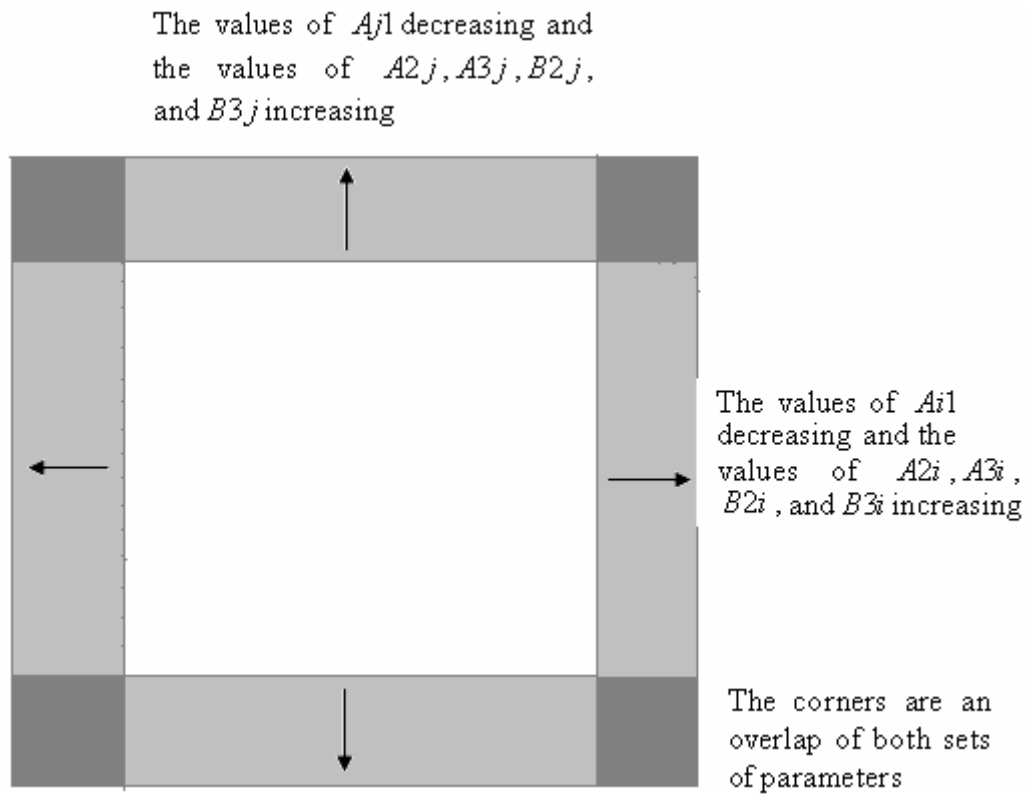 The values of Aj1 decreasing and
the values of A2j, A3j, B2j,
and B3j increasing
The values of Ai1
decreasing and the
values of A2i, A3i,
B2i, and B3i increasing
The corners are an
overlap of both sets
of parameters